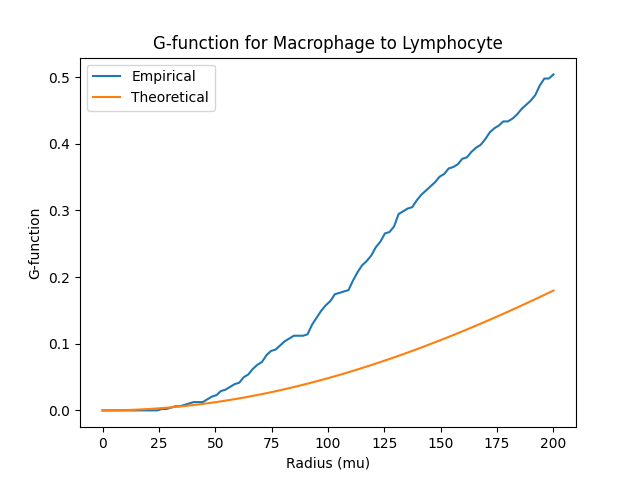 G-function for Macrophage to Lymphocyte
Empirical
Theoretical
G-function
0.5
0.4
0.3
0.2
0.1
0.0
0 25 50 75 100 125 150 175 200
Radius (mu)